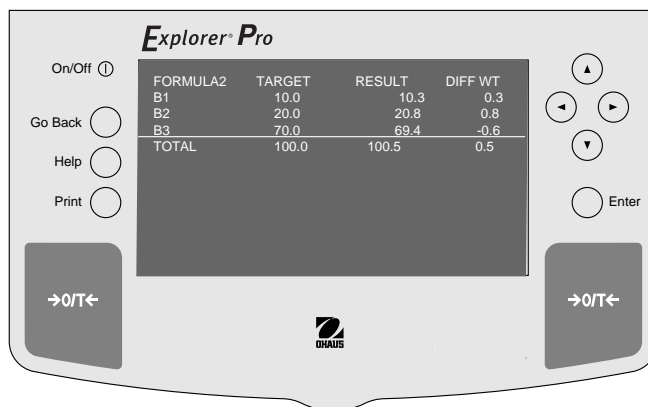 Explorer® Pro
On/Off
Go Back
Help
Print
FORMULA2 TARGET RESULT DIFF WT
B1 10.0 10.3 0.3
B2 20.0 20.8 0.8
B3 70.0 69.4 -0.6
TOTAL 100.0 100.5 0.5
Enter
→0/T←
→0/T←
OHAUS